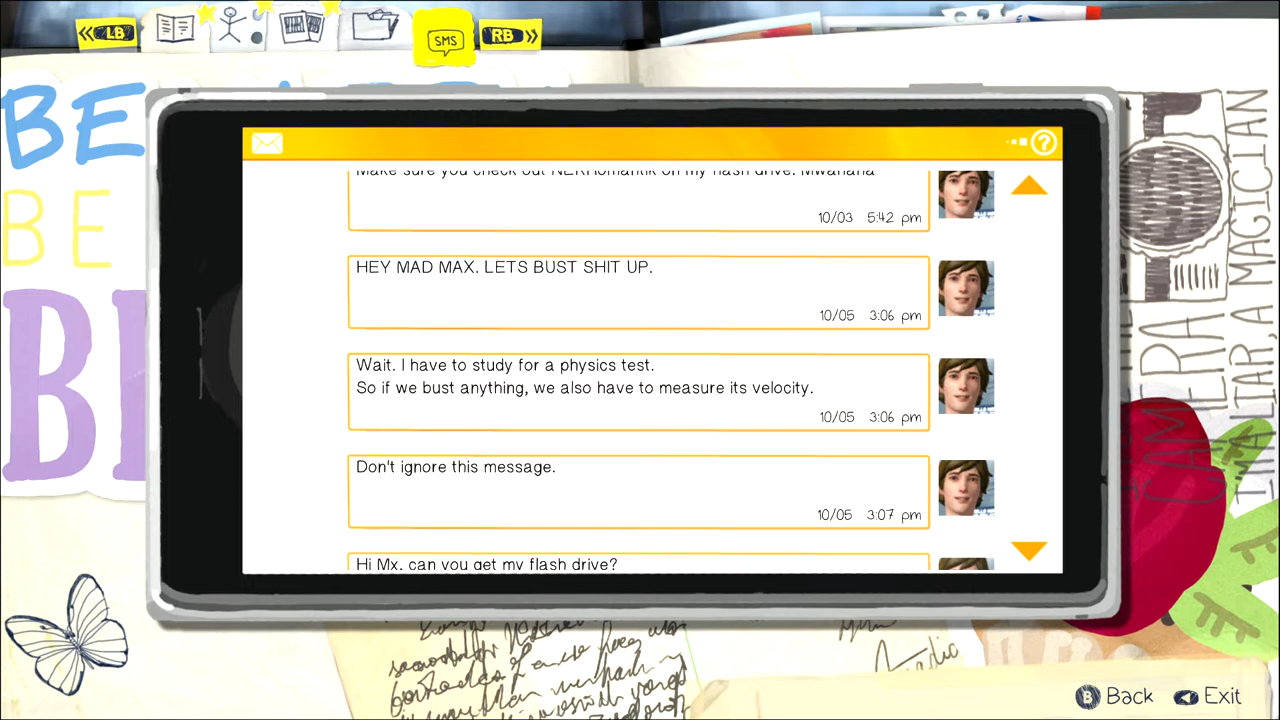 LB
SMS
RB
Make sure you check out NEKRomantik on my flash drive. Mwahaha
10/03 5:42 pm
HEY MAD MAX. LETS BUST SHIT UP.
10/05 3:06 pm
Wait. I have to study for a physics test.
So if we bust anything, we also have to measure its velocity.
10/05 3:06 pm
Don't ignore this message.
10/05 3:07 pm
Hi Mx, can you get my flash drive?
BE
BE
CAMERA
LIAR, A MAGICIAN
Back
Exit